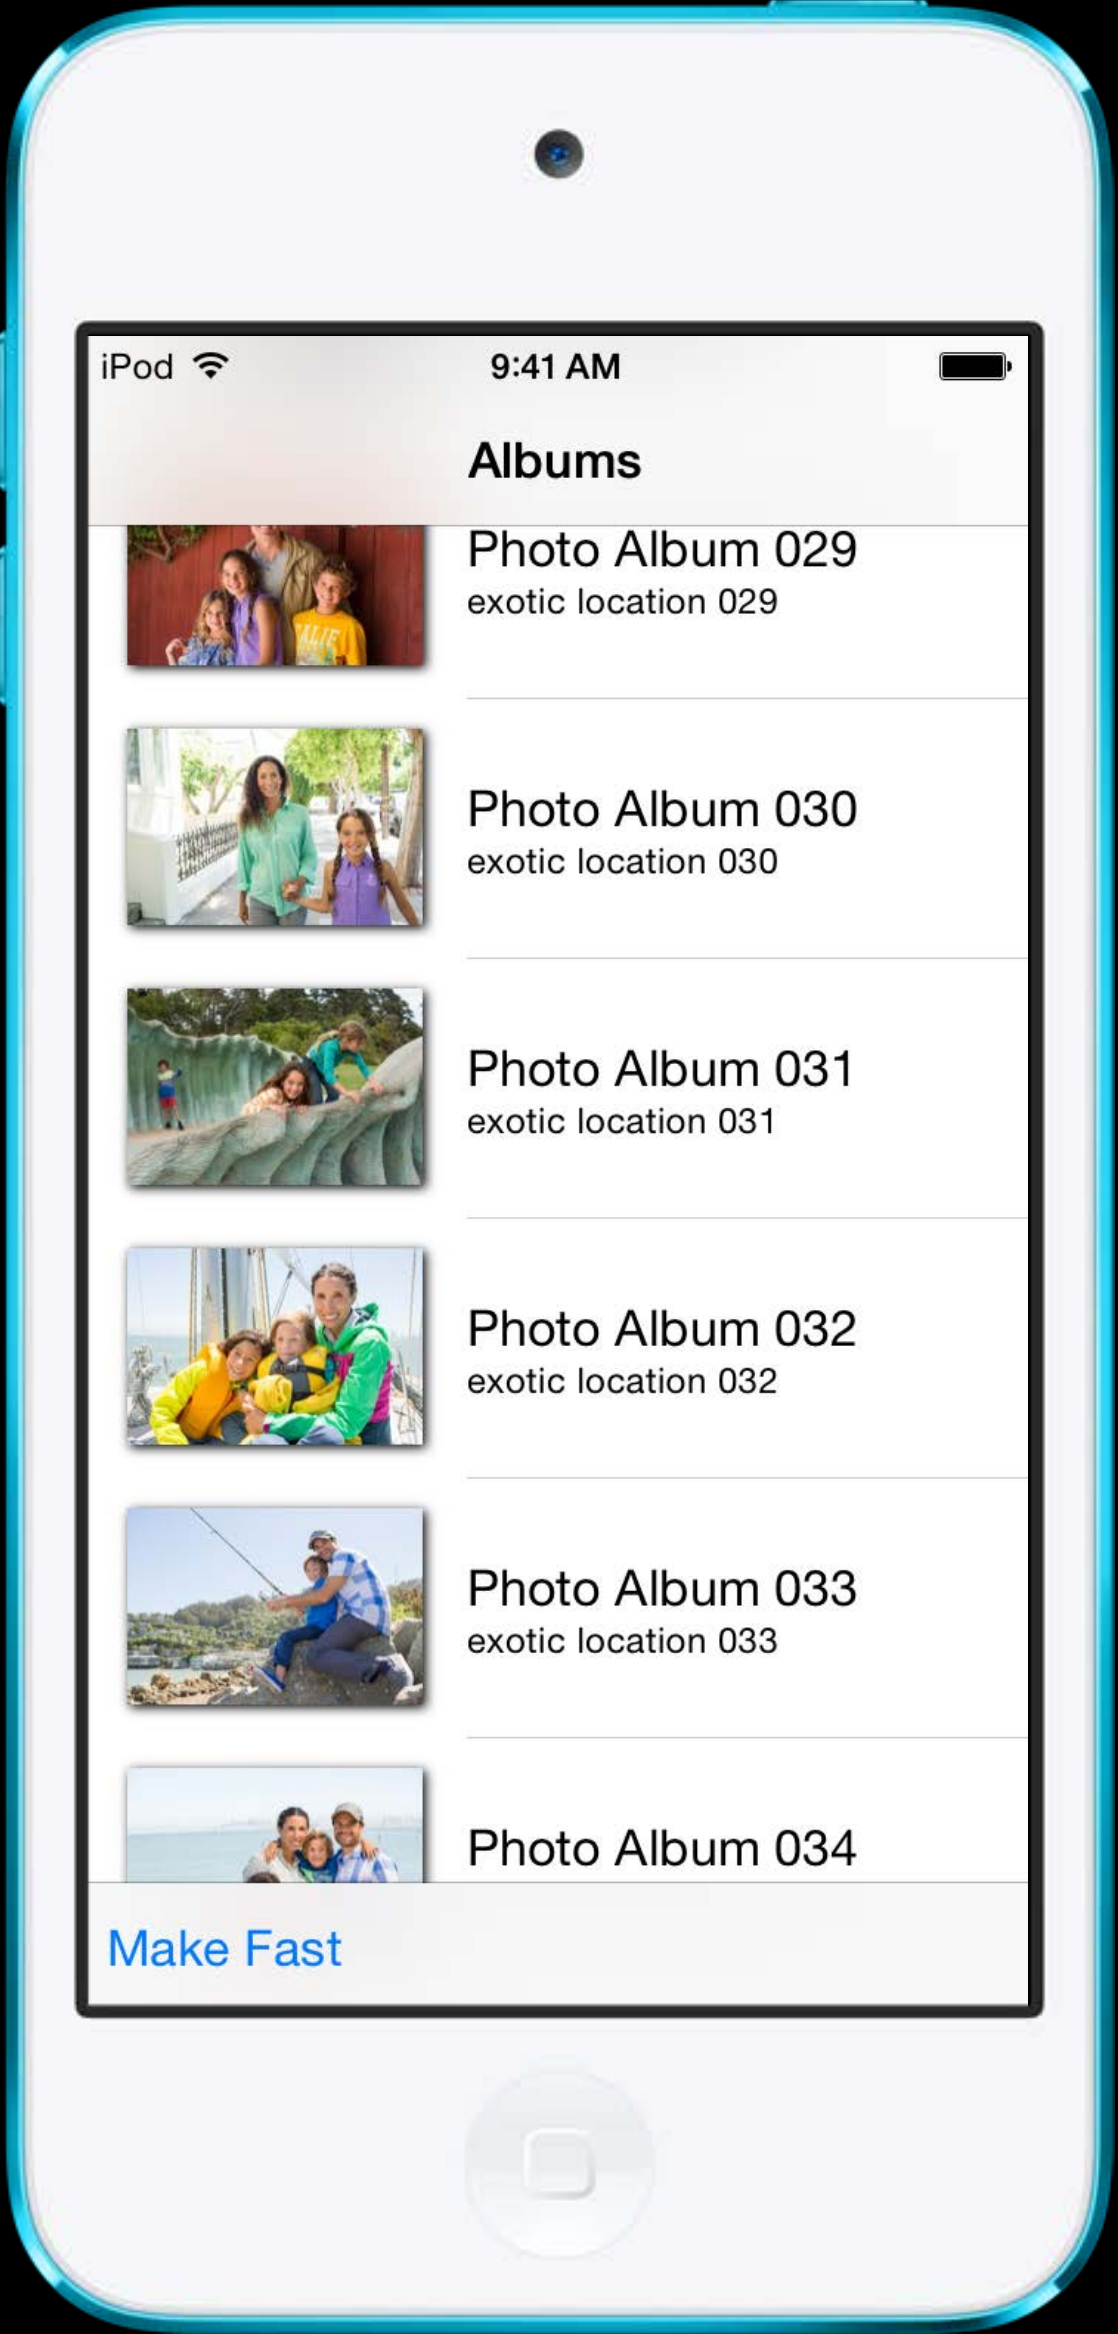 iPod
9:41 AM
Albums
Photo Album 029
exotic location 029
Photo Album 030
exotic location 030
Photo Album 031
exotic location 031
Photo Album 032
exotic location 032
Photo Album 033
exotic location 033
Photo Album 034
Make Fast